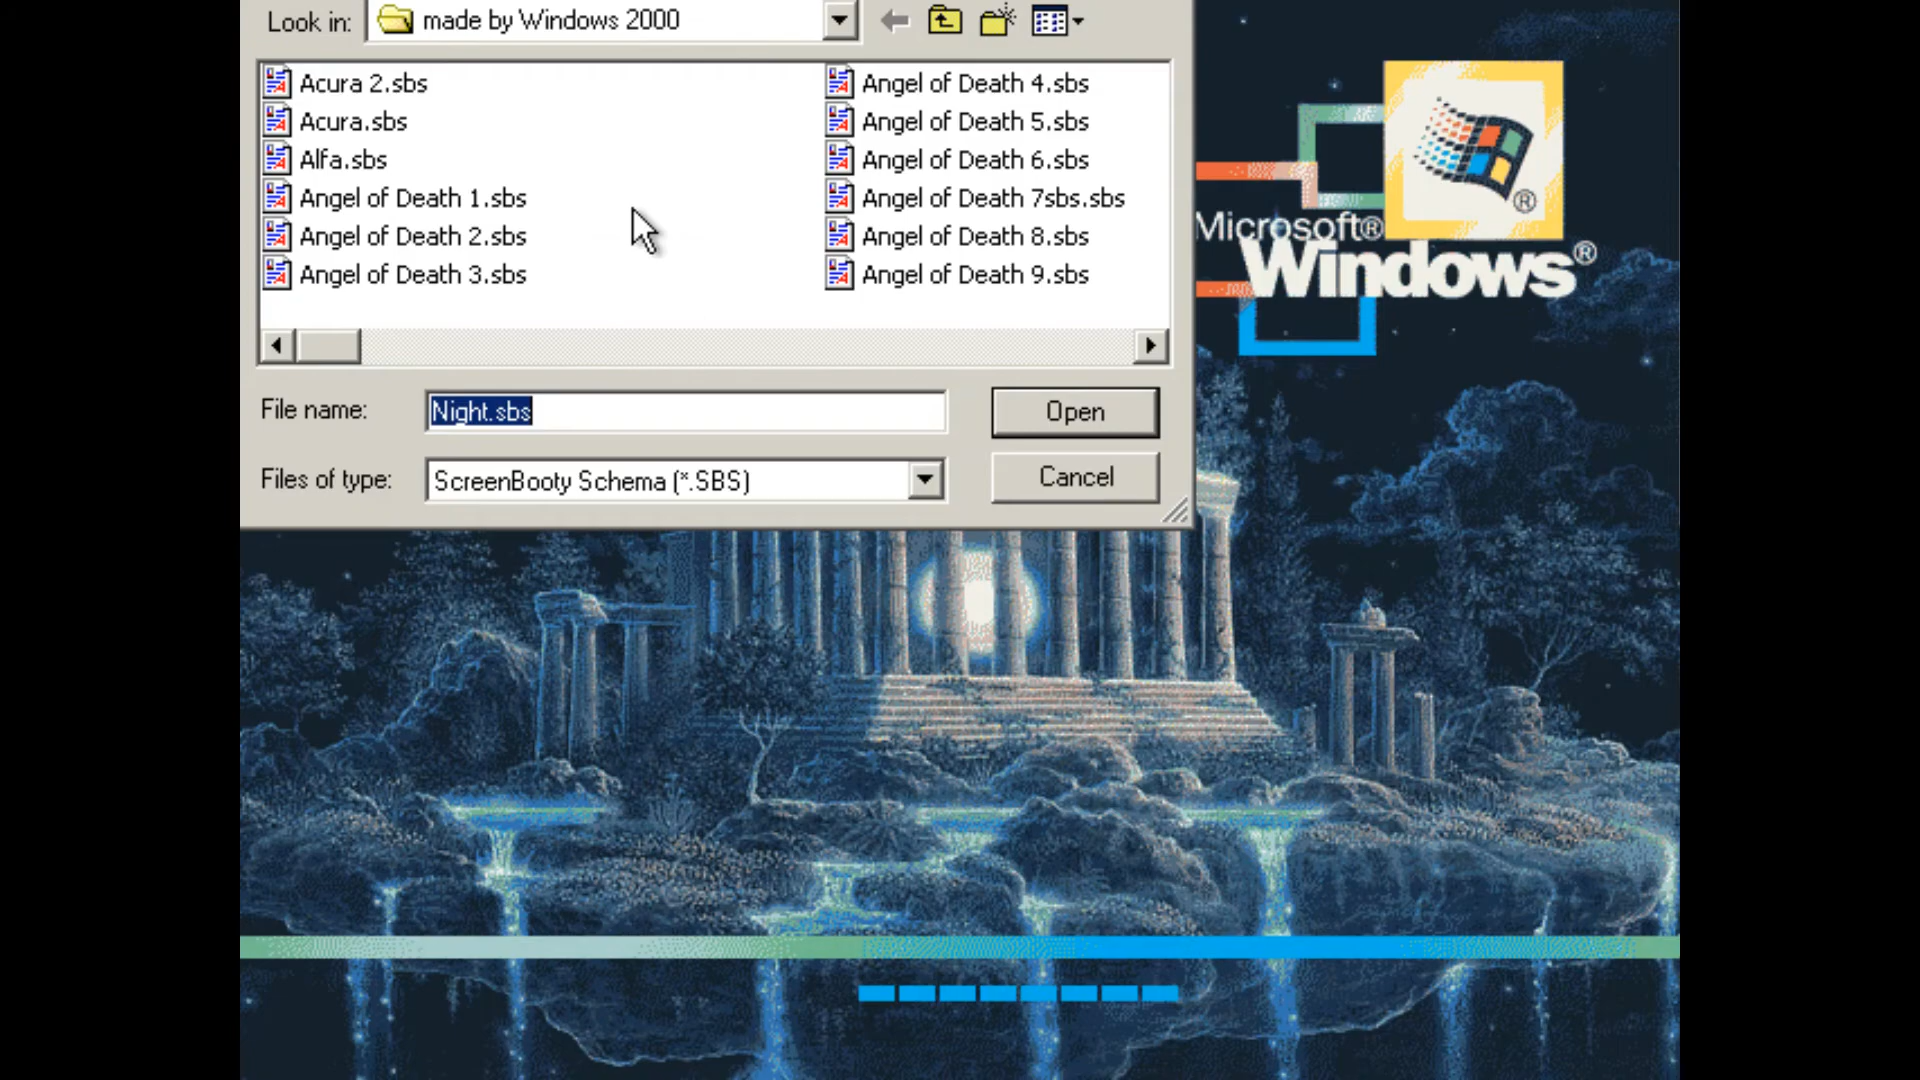 Look in: made by Windows 2000
Acura 2.sbs
Acura.sbs
Alfa.sbs
Angel of Death 1.sbs
Angel of Death 2.sbs
Angel of Death 3.sbs
Angel of Death 4.sbs
Angel of Death 5.sbs
Angel of Death 6.sbs
Angel of Death 7sbs.sbs
Angel of Death 8.sbs
Angel of Death 9.sbs
File name: Night.sbs
Open
Files of type: ScreenBooty Schema (*.SBS)
Cancel
®
Microsoft®
Windows®